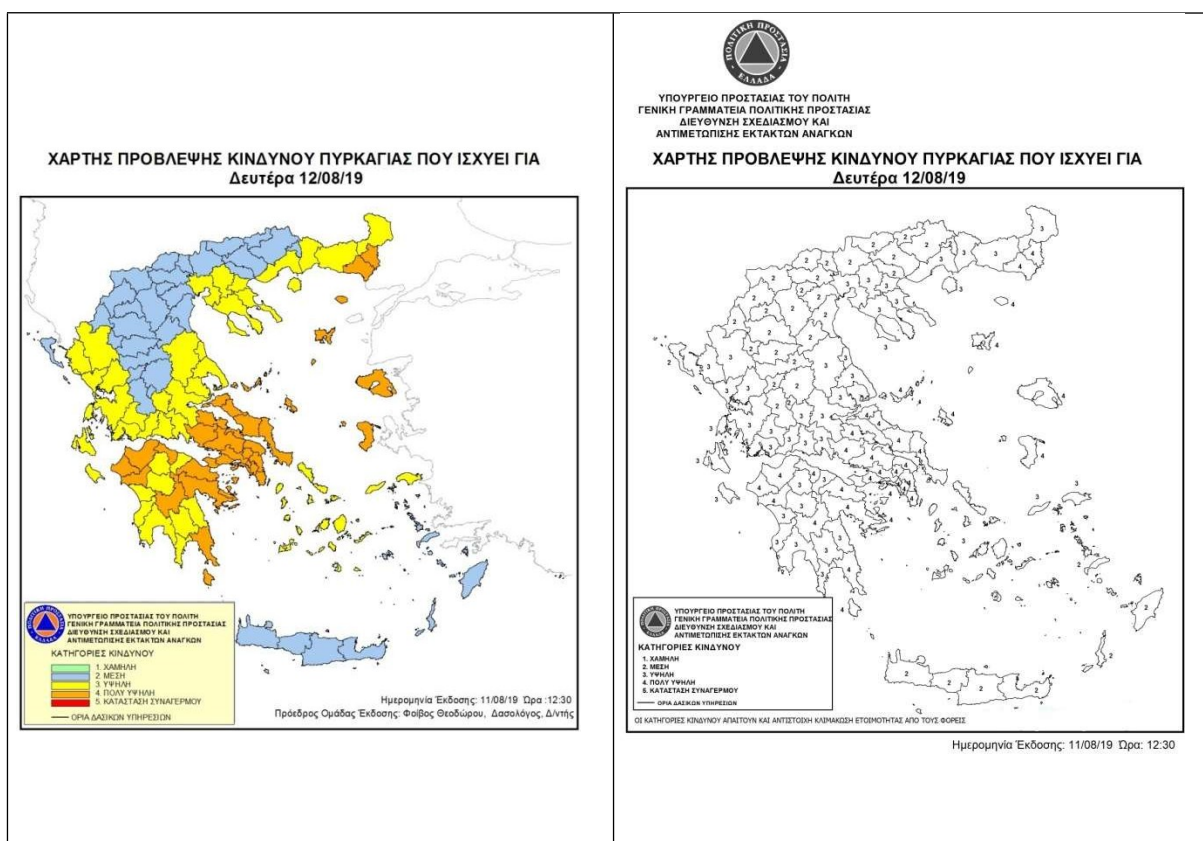 ΧΑΡΤΗΣ ΠΡΟΒΛΕΨΗΣ ΚΙΝΔΥΝΟΥ ΠΥΡΚΑΓΙΑΣ ΠΟΥ ΙΣΧΥΕΙ ΓΙΑ
Δευτέρα 12/08/19
ΥΠΟΥΡΓΕΙΟ ΠΡΟΣΤΑΣΙΑΣ ΤΟΥ ΠΟΛΙΤΗ
ΓΕΝΙΚΗ ΓΡΑΜΜΑΤΕΙΑ ΠΟΛΙΤΙΚΗΣ ΠΡΟΣΤΑΣΙΑΣ
ΔΙΕΥΘΥΝΣΗ ΣΧΕΔΙΑΣΜΟΥ ΚΑΙ
ΑΝΤΙΜΕΤΩΠΙΣΗΣ ΕΚΤΑΚΤΩΝ ΑΝΑΓΚΩΝ
ΚΑΤΗΓΟΡΙΕΣ ΚΙΝΔΥΝΟΥ
1. ΧΑΜΗΛΗ
2. ΜΕΣΗ
3. ΥΨΗΛΗ
4. ΠΟΛΥ ΥΨΗΛΗ
5. ΚΑΤΑΣΤΑΣΗ ΣΥΝΑΓΕΡΜΟΥ
ΟΡΙΑ ΔΑΣΙΚΩΝ ΥΠΗΡΕΣΙΩΝ
Ημερομηνία Έκδοσης: 11/08/19 Ώρα :12:30
Πρόεδρος Ομάδας Έκδοσης: Φοίβος Θεοδώρου, Δασολόγος, Δ/ντής
ΠΟΛΙΤΙΚΗ ΠΡΟΣΤΑΣΙΑ
ΕΛΛΑΔΑ
ΥΠΟΥΡΓΕΙΟ ΠΡΟΣΤΑΣΙΑΣ ΤΟΥ ΠΟΛΙΤΗ
ΓΕΝΙΚΗ ΓΡΑΜΜΑΤΕΙΑ ΠΟΛΙΤΙΚΗΣ ΠΡΟΣΤΑΣΙΑΣ
ΔΙΕΥΘΥΝΣΗ ΣΧΕΔΙΑΣΜΟΥ ΚΑΙ
ΑΝΤΙΜΕΤΩΠΙΣΗΣ ΕΚΤΑΚΤΩΝ ΑΝΑΓΚΩΝ
ΧΑΡΤΗΣ ΠΡΟΒΛΕΨΗΣ ΚΙΝΔΥΝΟΥ ΠΥΡΚΑΓΙΑΣ ΠΟΥ ΙΣΧΥΕΙ ΓΙΑ
Δευτέρα 12/08/19
ΥΠΟΥΡΓΕΙΟ ΠΡΟΣΤΑΣΙΑΣ ΤΟΥ ΠΟΛΙΤΗ
ΓΕΝΙΚΗ ΓΡΑΜΜΑΤΕΙΑ ΠΟΛΙΤΙΚΗΣ ΠΡΟΣΤΑΣΙΑΣ
ΔΙΕΥΘΥΝΣΗ ΣΧΕΔΙΑΣΜΟΥ ΚΑΙ
ΑΝΤΙΜΕΤΩΠΙΣΗΣ ΕΚΤΑΚΤΩΝ ΑΝΑΓΚΩΝ
ΚΑΤΗΓΟΡΙΕΣ ΚΙΝΔΥΝΟΥ
1. ΧΑΜΗΛΗ
2. ΜΕΣΗ
3. ΥΨΗΛΗ
4. ΠΟΛΥ ΥΨΗΛΗ
5. ΚΑΤΑΣΤΑΣΗ ΣΥΝΑΓΕΡΜΟΥ
ΟΡΙΑ ΔΑΣΙΚΩΝ ΥΠΗΡΕΣΙΩΝ
ΟΙ ΚΑΤΗΓΟΡΙΕΣ ΚΙΝΔΥΝΟΥ ΑΠΑΙΤΟΥΝ ΚΑΙ ΑΝΤΙΣΤΟΙΧΗ ΚΛΙΜΑΚΩΣΗ ΕΤΟΙΜΟΤΗΤΑΣ ΑΠΟ ΤΟΥΣ ΦΟΡΕΙΣ
Ημερομηνία Έκδοσης: 11/08/19 Ώρα: 12:30